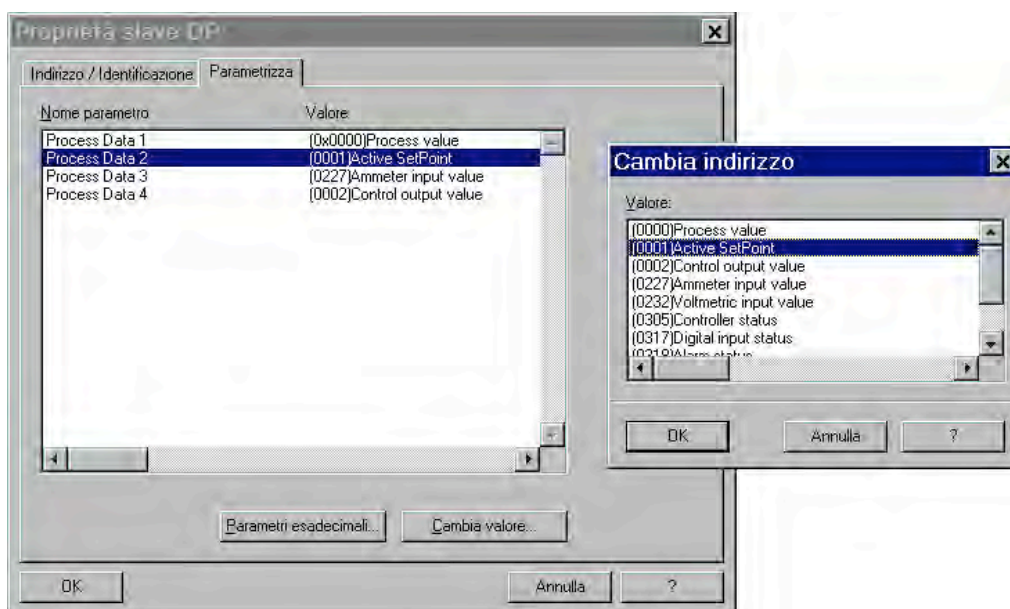 Proprietà slave DP
Indirizzo / Identificazione Parametrizza
Nome parametro Valore
Process Data 1 (0x0000)Process value
Process Data 2 (0001)Active SetPoint
Process Data 3 (0227)Ammeter input value
Process Data 4 (0002)Control output value
Parametri esadecimali... Cambia valore...
OK Annulla ?
Cambia indirizzo
Valore:
(0000)Process value
(0001)Active SetPoint
(0002)Control output value
(0227)Ammeter input value
(0232)Voltmetric input value
(0305)Controller status
(0317)Digital input status
(0318)Alarm status
OK Annulla ?